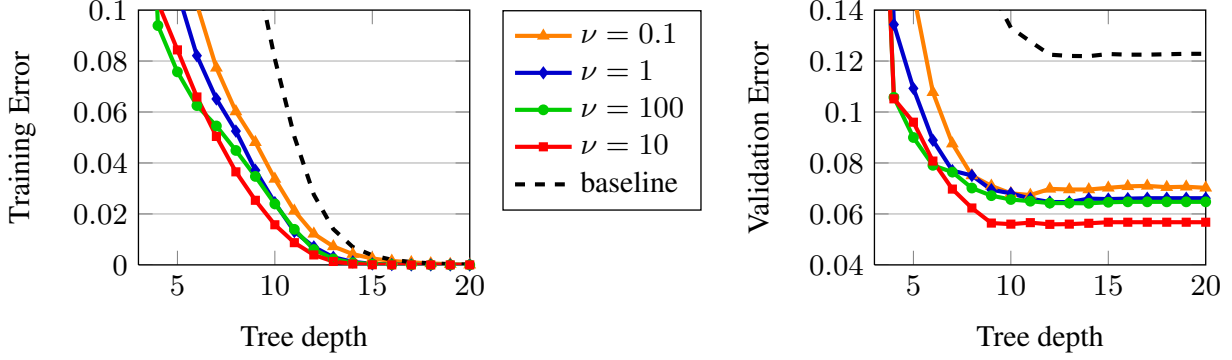 Training Error
0.1
0.08
0.06
0.04
0.02
0
5
10
15
20
Tree depth
ν = 0.1
ν = 1
ν = 100
ν = 10
baseline
Validation Error
0.14
0.12
0.1
0.08
0.06
0.04
5
10
15
20
Tree depth